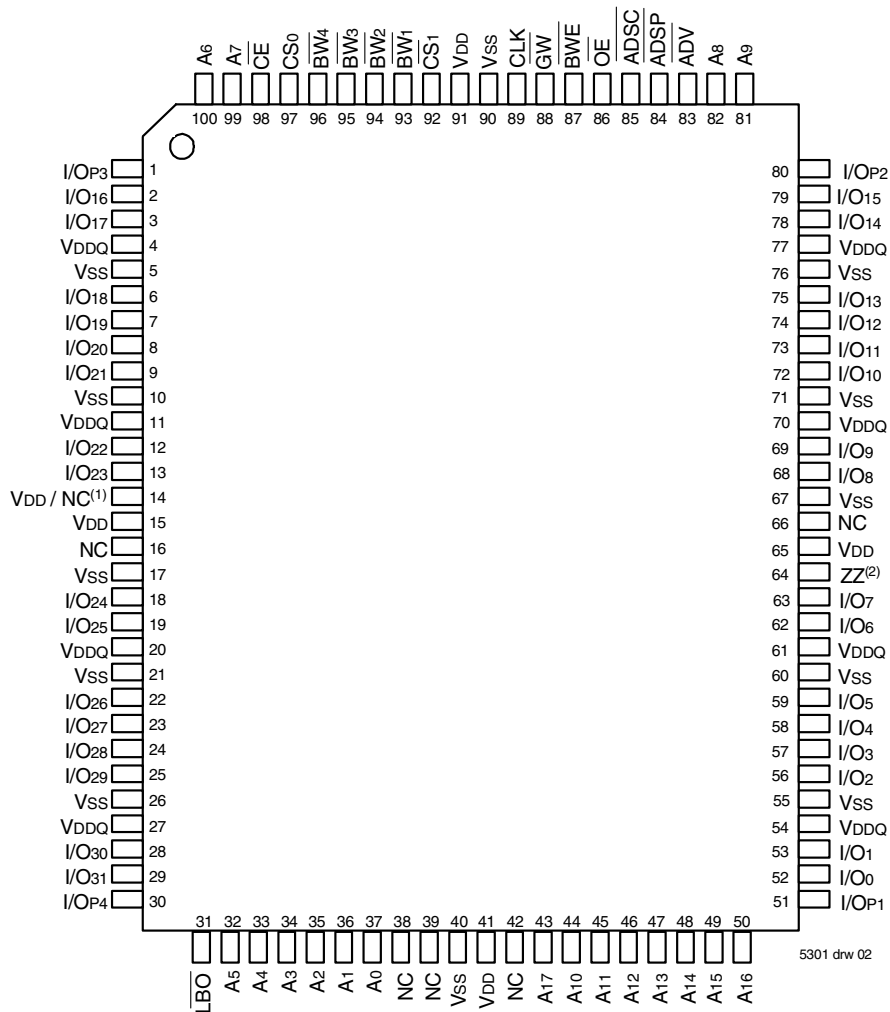 A6 A7 CE CS0 BW4 BW3 BW2 BW1 CS1 VDD VSS CLK GW BWE OE ADSC ADSP ADV A8 A9
100 99 98 97 96 95 94 93 92 91 90 89 88 87 86 85 84 83 82 81
I/OP3 1 80 I/OP2
I/O16 2 79 I/O15
I/O17 3 78 I/O14
VDDQ 4 77 VDDQ
VSS 5 76 VSS
I/O18 6 75 I/O13
I/O19 7 74 I/O12
I/O20 8 73 I/O11
I/O21 9 72 I/O10
VSS 10 71 VSS
VDDQ 11 70 VDDQ
I/O22 12 69 I/O9
I/O23 13 68 I/O8
VDD / NC(1) 14 67 VSS
VDD 15 66 NC
NC 16 65 VDD
VSS 17 64 ZZ(2)
I/O24 18 63 I/O7
I/O25 19 62 I/O6
VDDQ 20 61 VDDQ
VSS 21 60 VSS
I/O26 22 59 I/O5
I/O27 23 58 I/O4
I/O28 24 57 I/O3
I/O29 25 56 I/O2
VSS 26 55 VSS
VDDQ 27 54 VDDQ
I/O30 28 53 I/O1
I/O31 29 52 I/O0
I/OP4 30 51 I/OP1
31 32 33 34 35 36 37 38 39 40 41 42 43 44 45 46 47 48 49 50
LBO A5 A4 A3 A2 A1 A0 NC NC VSS VDD NC A17 A10 A11 A12 A13 A14 A15 A16
5301 drw 02